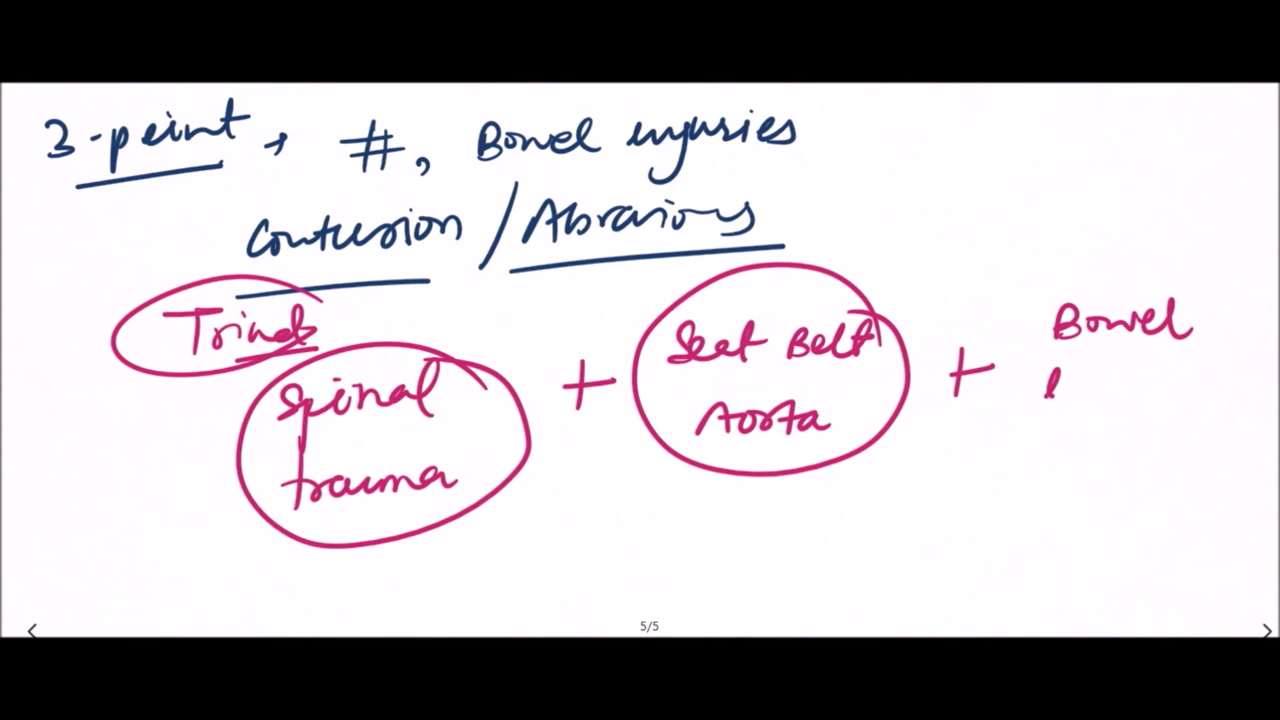 3-point, #, Bowel injuries
Contusion / Abrasions
Triad
Spinal trauma + Seat Belt Aorta + Bowel
5/5